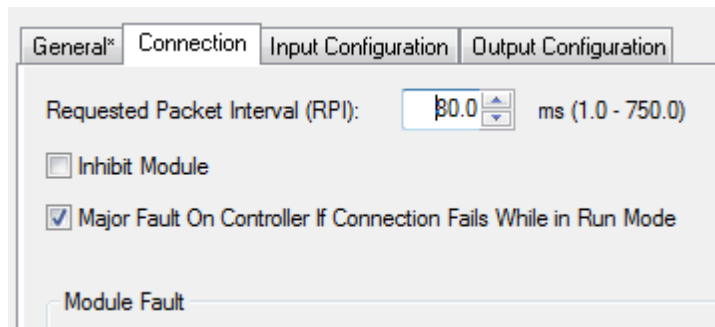 General* Connection Input Configuration Output Configuration
Requested Packet Interval (RPI): 80.0 ms (1.0 - 750.0)
Inhibit Module
Major Fault On Controller If Connection Fails While in Run Mode
Module Fault